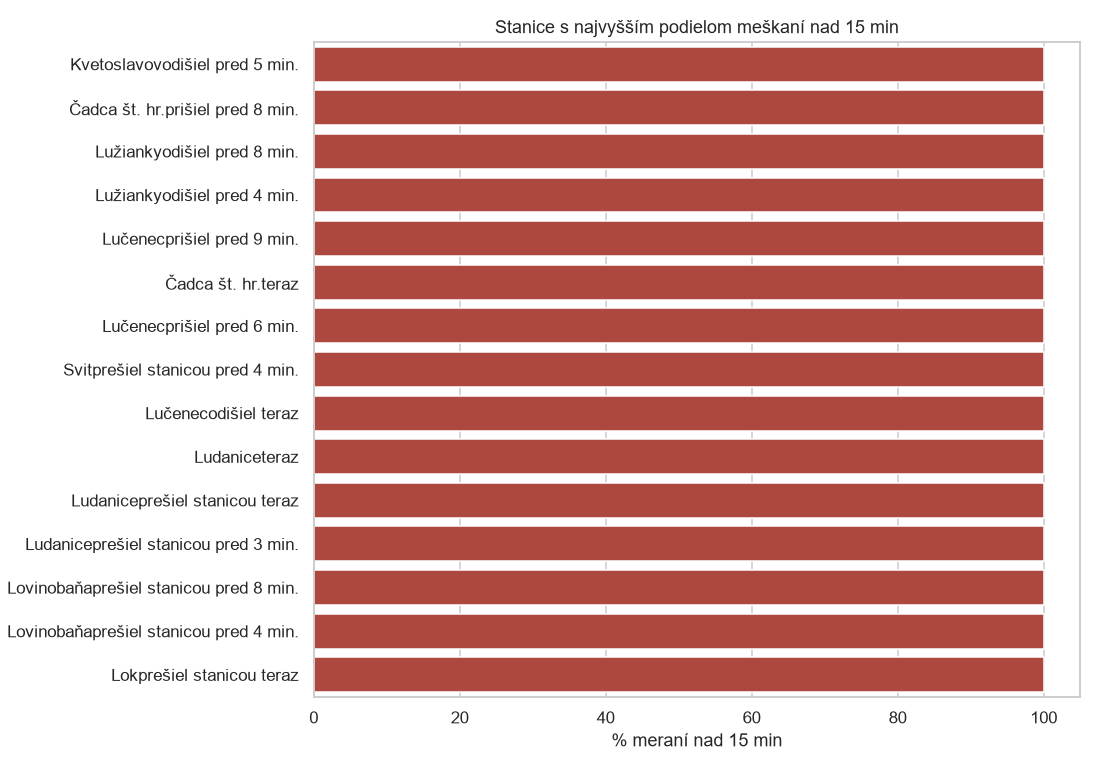 Stanice s najvyšším podielom meškaní nad 15 min
Kvetoslavovodišiel pred 5 min.
Čadca št. hr.prišiel pred 8 min.
Lužiankyodišiel pred 8 min.
Lužiankyodišiel pred 4 min.
Lučenecprišiel pred 9 min.
Čadca št. hr.teraz
Lučenecprišiel pred 6 min.
Svitprešiel stanicou pred 4 min.
Lučenecodišiel teraz
Ludaniceteraz
Ludaniceprešiel stanicou teraz
Ludaniceprešiel stanicou pred 3 min.
Lovinobaňaprešiel stanicou pred 8 min.
Lovinobaňaprešiel stanicou pred 4 min.
Lokprešiel stanicou teraz
0 20 40 60 80 100
% meraní nad 15 min